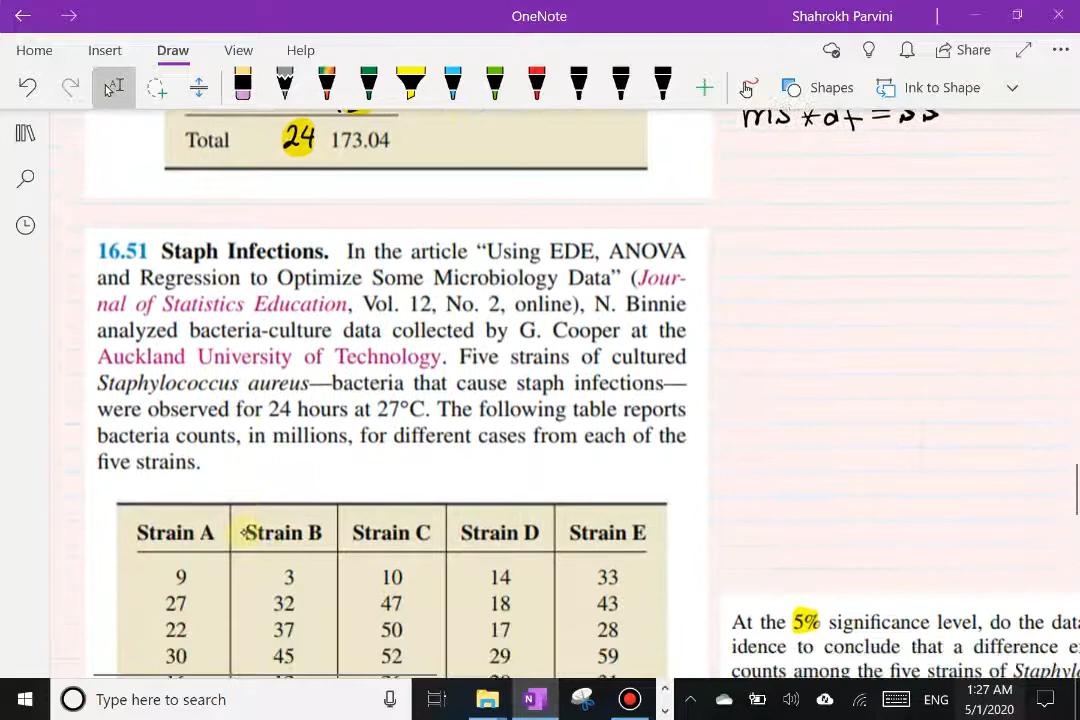 OneNote
Shahrokh Parvini
Home Insert Draw View Help
Share
Shapes
Ink to Shape
Total 24 173.04
ms * df = SS
16.51 Staph Infections. In the article “Using EDE, ANOVA
and Regression to Optimize Some Microbiology Data” (Jour-
nal of Statistics Education, Vol. 12, No. 2, online), N. Binnie
analyzed bacteria-culture data collected by G. Cooper at the
Auckland University of Technology. Five strains of cultured
Staphylococcus aureus—bacteria that cause staph infections—
were observed for 24 hours at 27°C. The following table reports
bacteria counts, in millions, for different cases from each of the
five strains.
Strain A Strain B Strain C Strain D Strain E
9 3 10 14 33
27 32 47 18 43
22 37 50 17 28
30 45 52 29 59
At the 5% significance level, do the data
idence to conclude that a difference e
counts among the five strains of Staphyl
Type here to search
ENG
1:27 AM
5/1/2020